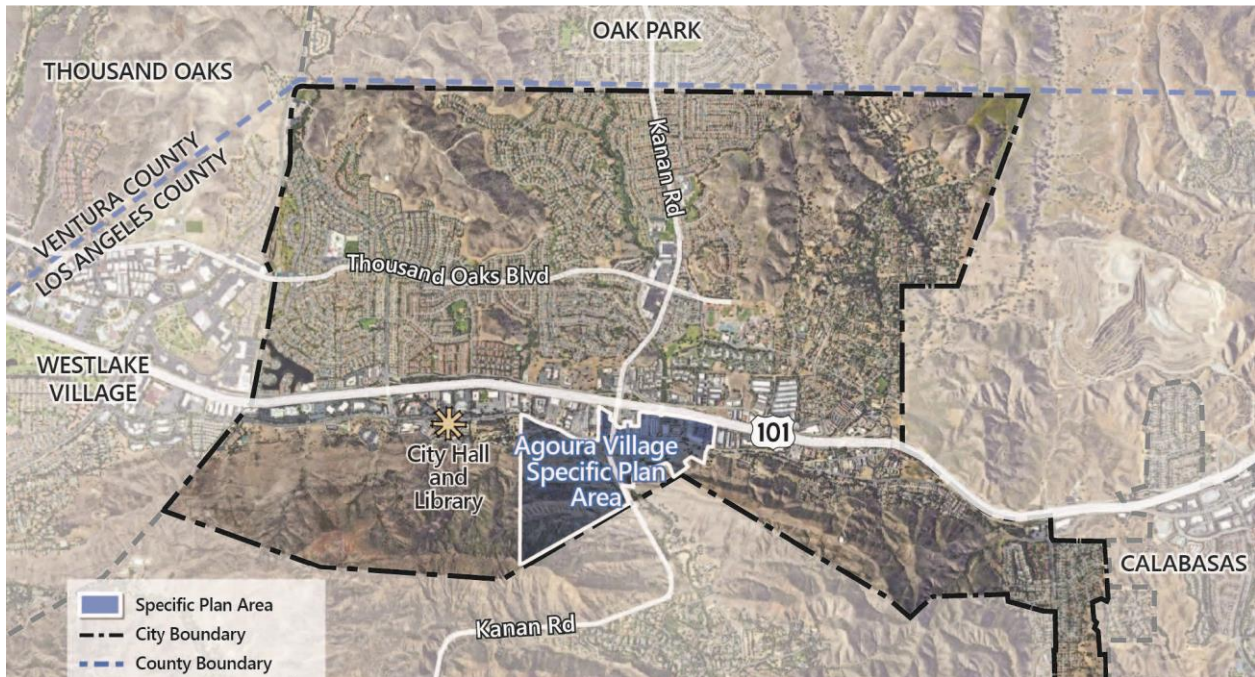 OAK PARK
THOUSAND OAKS
VENTURA COUNTY
LOS ANGELES COUNTY
Kanan Rd
Thousand Oaks Blvd
WESTLAKE
VILLAGE
101
City Hall
and
Library
Agoura Village
Specific Plan
Area
CALABASAS
Kanan Rd
Specific Plan Area
City Boundary
County Boundary